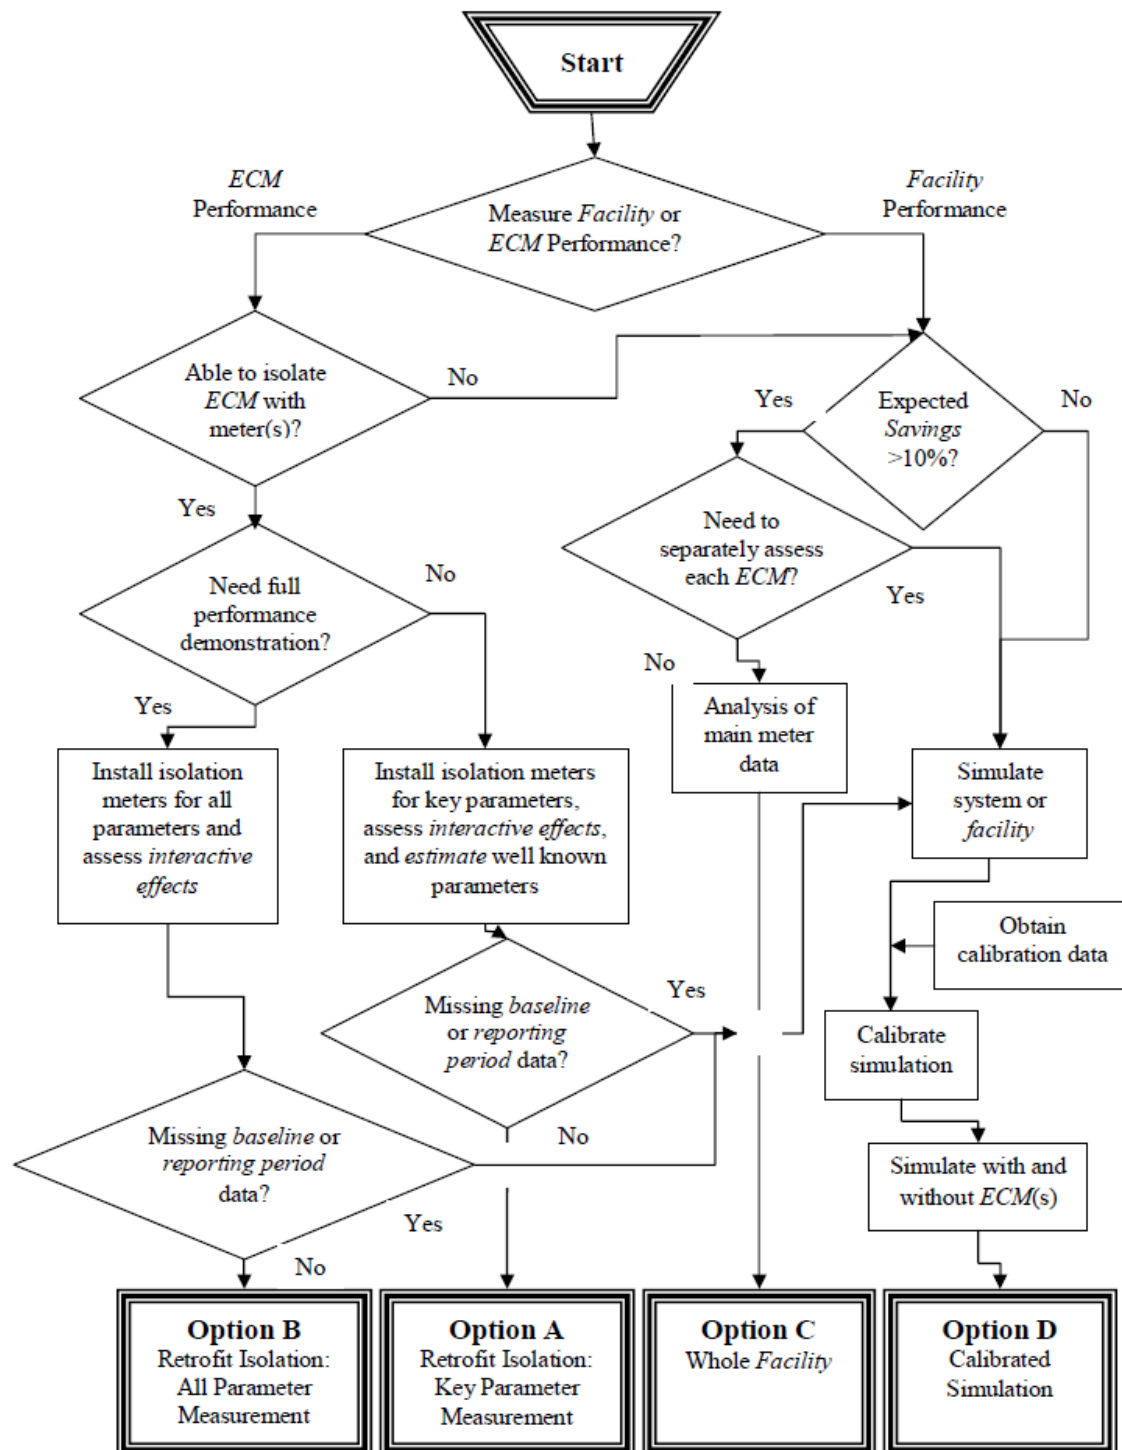 Start
ECM
Performance
Facility
Performance
Measure Facility or
ECM Performance?
Able to isolate
ECM with
meter(s)?
No
Yes
Expected
Savings
>10%?
No
Yes
Need to
separately assess
each ECM?
Yes
No
Need full
performance
demonstration?
No
Yes
Analysis of
main meter
data
Install isolation
meters for all
parameters and
assess interactive
effects
Install isolation meters
for key parameters,
assess interactive effects,
and estimate well known
parameters
Simulate
system or
facility
Obtain
calibration data
Missing baseline
or reporting
period data?
Yes
No
Calibrate
simulation
Missing baseline or
reporting period
data?
Yes
No
Simulate with and
without ECM(s)
Option B
Retrofit Isolation:
All Parameter
Measurement
Option A
Retrofit Isolation:
Key Parameter
Measurement
Option C
Whole Facility
Option D
Calibrated
Simulation